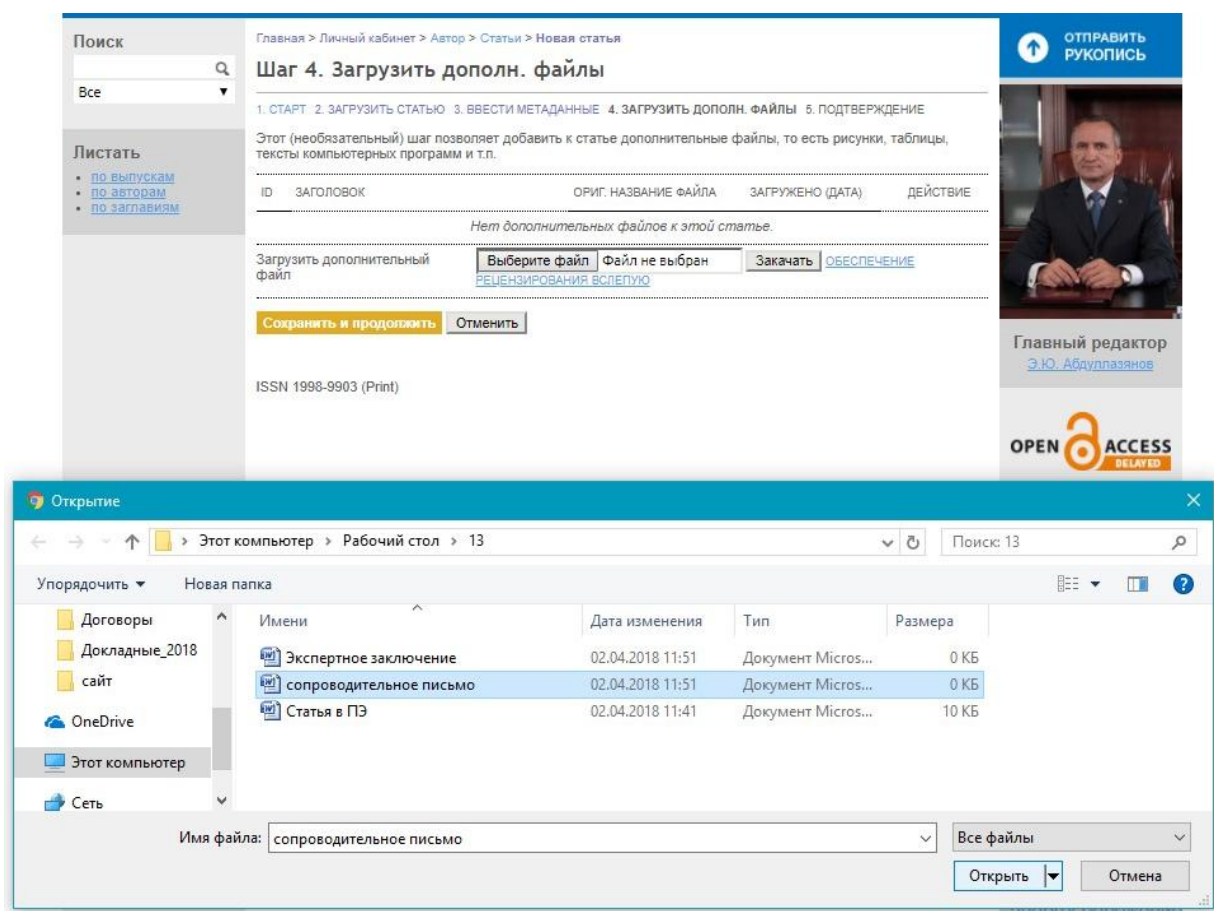 Поиск
Все
Листать
по выпускам
по авторам
по заглавиям
Главная > Личный кабинет > Автор > Статьи > Новая статья
Шаг 4. Загрузить дополн. файлы
1. СТАРТ 2. ЗАГРУЗИТЬ СТАТЬЮ 3. ВВЕСТИ МЕТАДАННЫЕ 4. ЗАГРУЗИТЬ ДОПОЛН. ФАЙЛЫ 5. ПОДТВЕРЖДЕНИЕ
Этот (необязательный) шаг позволяет добавить к статье дополнительные файлы, то есть рисунки, таблицы,
тексты компьютерных программ и т.п.
ID ЗАГОЛОВОК ОРИГ. НАЗВАНИЕ ФАЙЛА ЗАГРУЖЕНО (ДАТА) ДЕЙСТВИЕ
Нет дополнительных файлов к этой статье.
Загрузить дополнительный
файл
Выберите файл Файл не выбран Закачать ОБЕСПЕЧЕНИЕ
РЕЦЕНЗИРОВАНИЯ ВСЛЕПУЮ
Сохранить и продолжить Отменить
ISSN 1998-9903 (Print)
ОТПРАВИТЬ
РУКОПИСЬ
Главный редактор
Э.Ю. Абдуллазянов
OPEN ACCESS
DELAYED
Открытие
Этот компьютер > Рабочий стол > 13
Поиск: 13
Упорядочить Новая папка
Договоры
Докладные_2018
сайт
OneDrive
Этот компьютер
Сеть
Имени Дата изменения Тип Размера
Экспертное заключение 02.04.2018 11:51 Документ Micros... 0 КБ
сопроводительное письмо 02.04.2018 11:51 Документ Micros... 0 КБ
Статья в ПЭ 02.04.2018 11:41 Документ Micros... 10 КБ
Имя файла: сопроводительное письмо Все файлы
Открыть Отмена